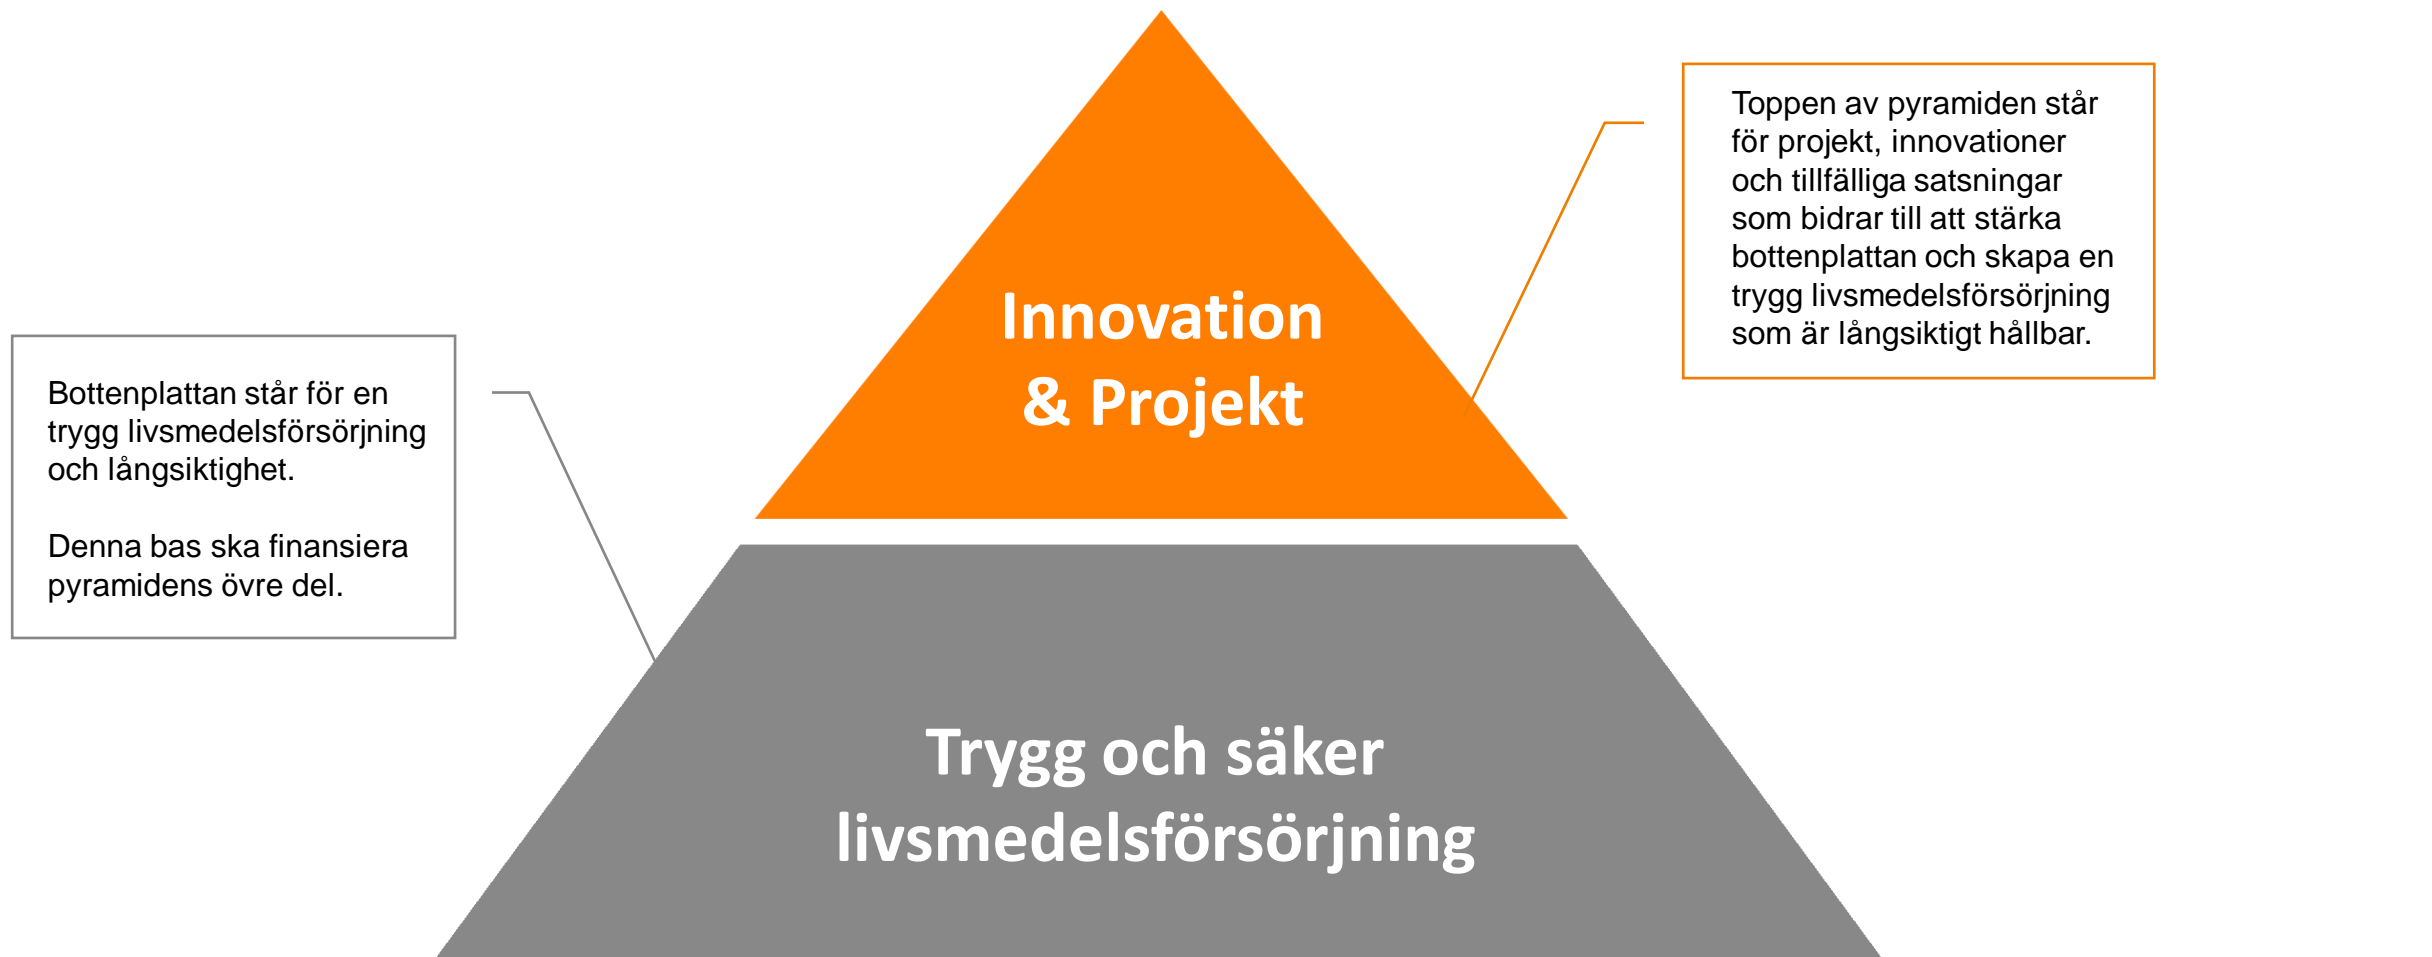 Toppen av pyramiden står
för projekt, innovationer
och tillfälliga satsningar
som bidrar till att stärka
bottenplattan och skapa en
trygg livsmedelsförsörjning
som är långsiktigt hållbar.
Innovation
& Projekt
Bottenplattan står för en
trygg livsmedelsförsörjning
och långsiktighet.
Denna bas ska finansiera
pyramidens övre del.
Trygg och säker
livsmedelsförsörjning